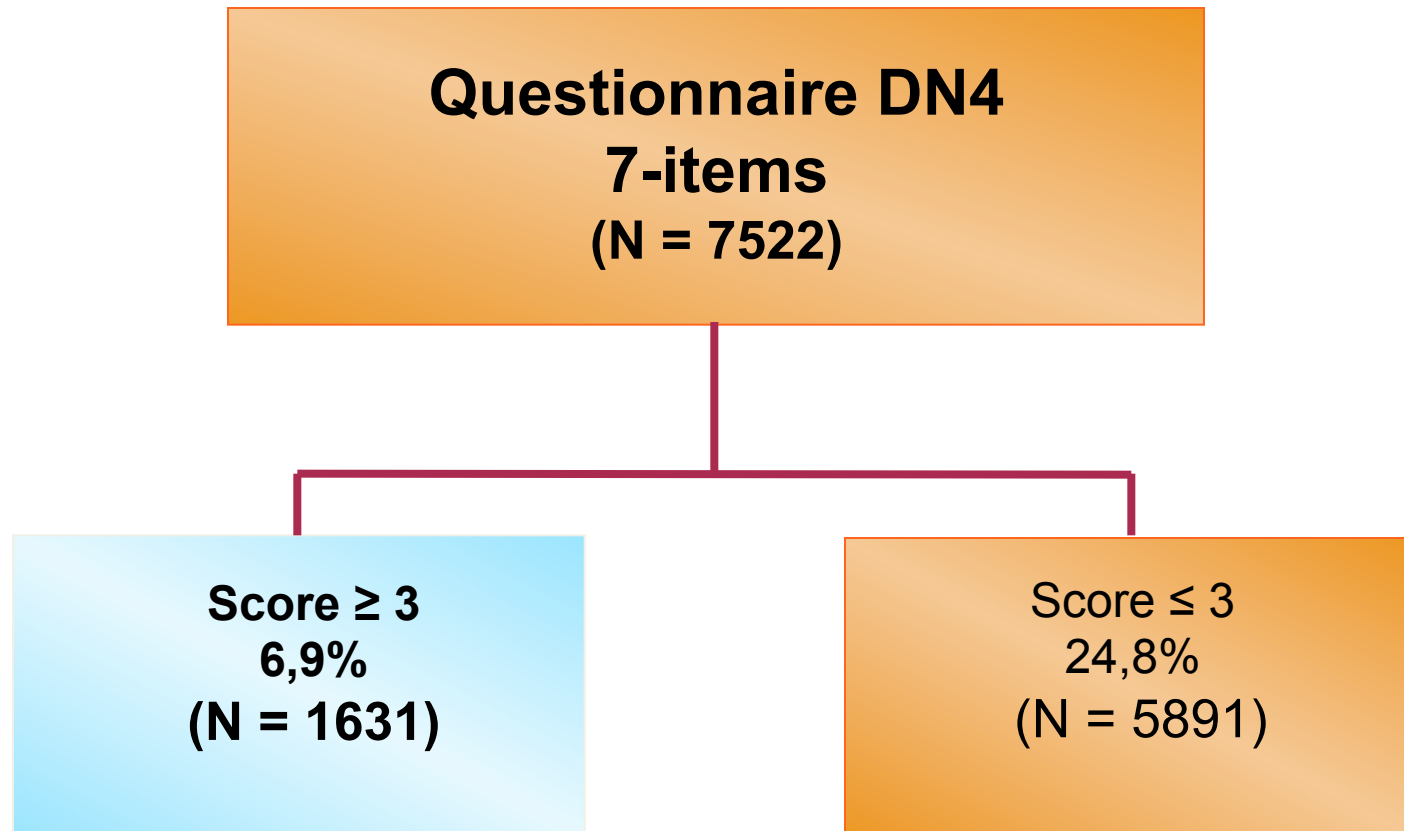 Questionnaire DN4
7-items
(N = 7522)
Score ≥ 3
6,9%
(N = 1631)
Score ≤ 3
24,8%
(N = 5891)